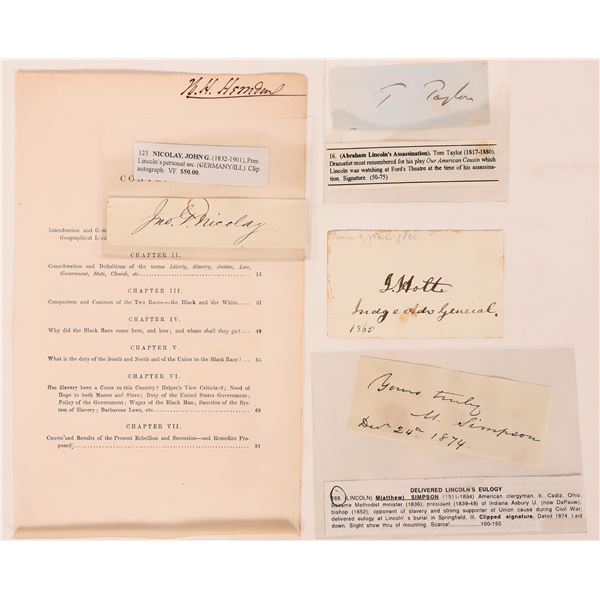 W. H. Herndon
123 NICOLAY, JOHN G. (1832-1901), Pres
Lincoln's personal sec. (GERMANY/ILL) Clip
autograph. VF. $50.00.
CONT
Jno. G. Nicolay
Introduction and Gen
Geographical Loca
CHAPTER II.
Consideration and Definitions of the terms Liberty, Slavery, Justice, Law,
Government, State, Church, etc. 13
CHAPTER III.
Comparison and Contrast of the Two Races—the Black and the White. 31
CHAPTER IV.
Why did the Black Race come here, and how; and where shall they go? 49
CHAPTER V.
What is the duty of the South and North and of the Union to the Black Race? 55
CHAPTER VI.
Has Slavery been a Curse to this Country? Helper's View Criticised; Need of
Hope to both Master and Slave; Duty of the United States Government;
Policy of the Government; Wages of the Black Man; Sanction of the Sys-
tem of Slavery; Barbarous Laws, etc. 69
CHAPTER VII.
Causes and Results of the Present Rebellion and Secession—and Remedies Pro-
posed 91
T Taylor
16. (Abraham Lincoln's Assassination). Tom Taylor (1817-1880).
Dramatist most remembered for his play Our American Cousin which
Lincoln was watching at Ford's Theatre at the time of his assassina-
tion. Signature. (50-75)
J Holt
Judge Adv General.
1865
Yours truly
M. Simpson
Dec 24th 1874.
DELIVERED LINCOLN'S EULOGY
268. (LINCOLN) M(atthew) SIMPSON (1811-1884) American clergyman, b. Cadiz, Ohio.
Became Methodist minister (1836), president (1839-48) of Indiana Asbury U. (now DePauw);
bishop (1852), opponent of slavery and strong supporter of Union cause during Civil War;
delivered eulogy at Lincoln' s burial in Springfield, Ill. Clipped signature. Dated 1874. Laid
down. Slight show thru of mounting. Scarce! 100-150